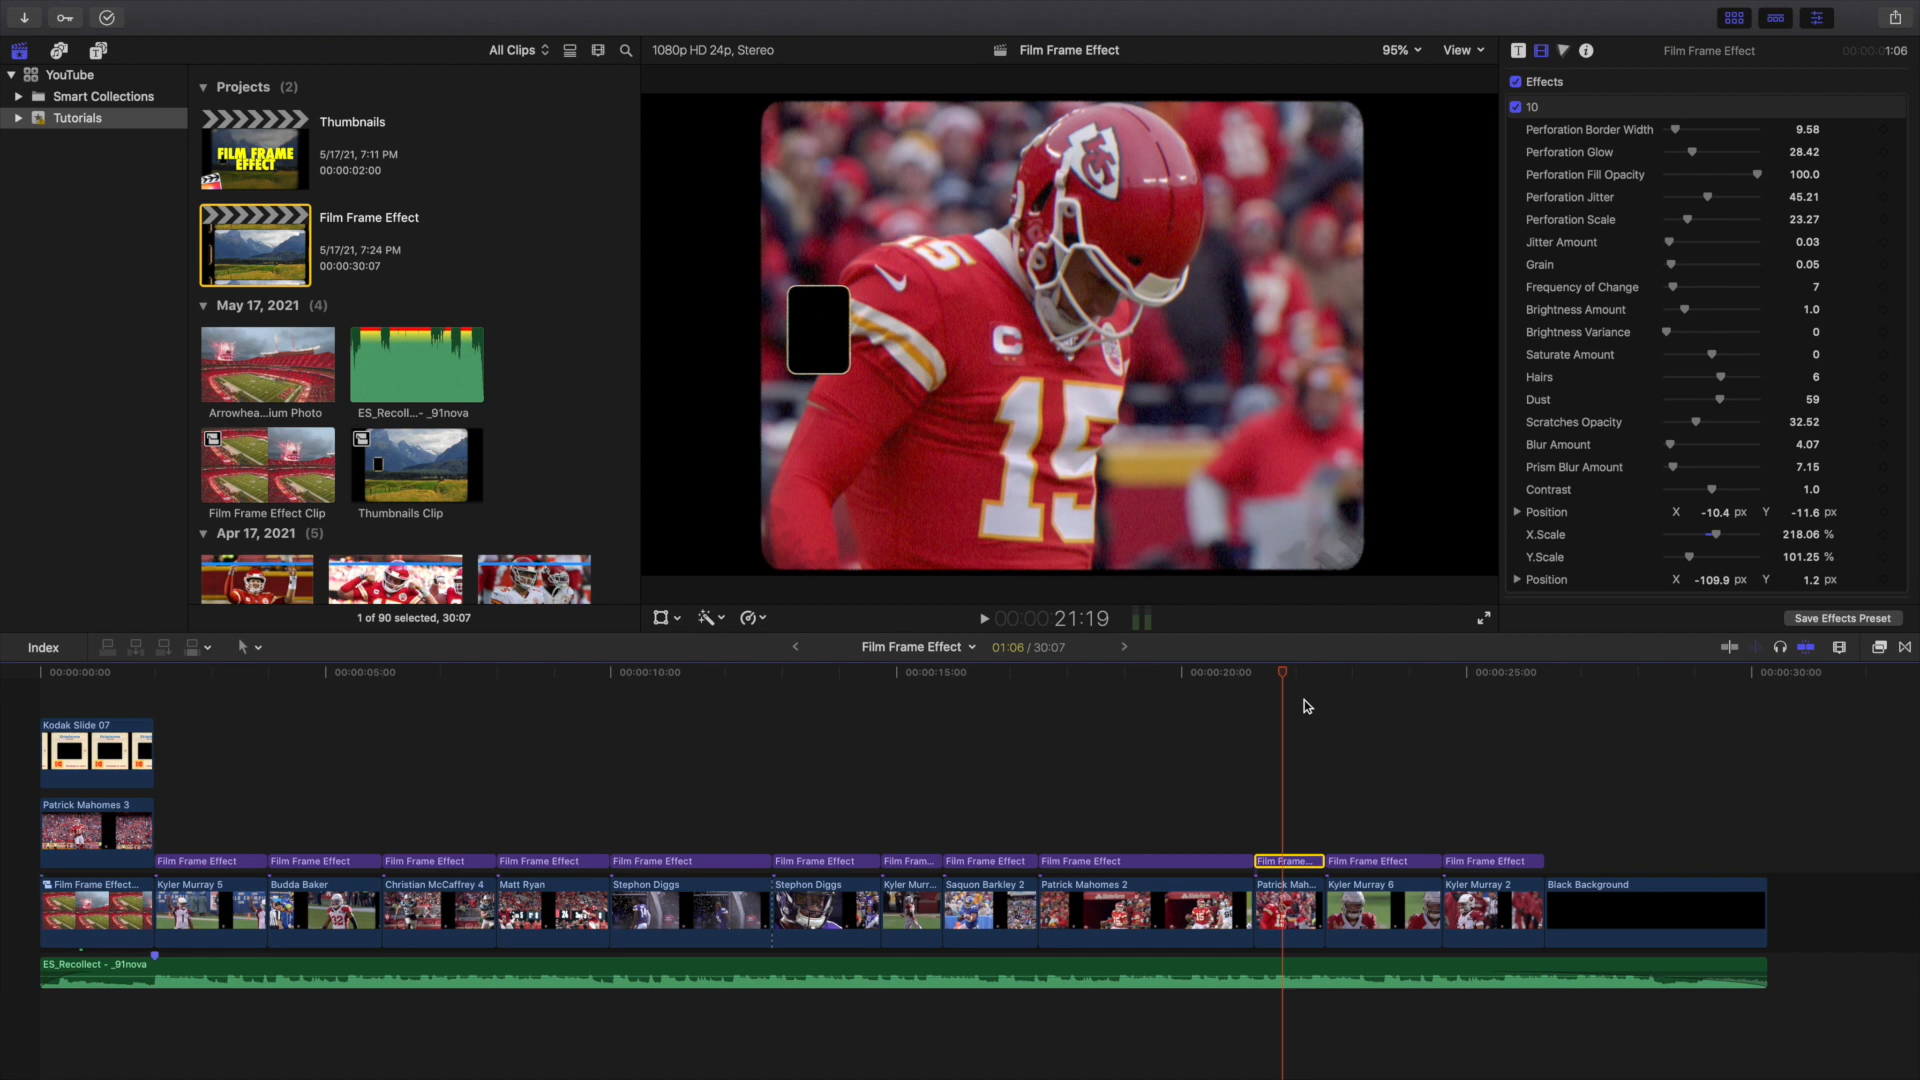 All Clips
1080p HD 24p, Stereo
Film Frame Effect
95%
View
Film Frame Effect
00:00:01:06
YouTube
Smart Collections
Tutorials
Projects (2)
Thumbnails
5/17/21, 7:11 PM
00:00:02:00
FILM FRAME
EFFECT
Film Frame Effect
5/17/21, 7:24 PM
00:00:30:07
May 17, 2021 (4)
Arrowhea...ium Photo
ES_Recoll...- _91nova
Film Frame Effect Clip
Thumbnails Clip
Apr 17, 2021 (5)
1 of 90 selected, 30:07
15
C
15
KC
00:00:21:19
Effects
10
Perforation Border Width 9.58
Perforation Glow 28.42
Perforation Fill Opacity 100.0
Perforation Jitter 45.21
Perforation Scale 23.27
Jitter Amount 0.03
Grain 0.05
Frequency of Change 7
Brightness Amount 1.0
Brightness Variance 0
Saturate Amount 0
Hairs 6
Dust 59
Scratches Opacity 32.52
Blur Amount 4.07
Prism Blur Amount 7.15
Contrast 1.0
Position X -10.4 px Y -11.6 px
X.Scale 218.06 %
Y.Scale 101.25 %
Position X -109.9 px Y 1.2 px
Save Effects Preset
Index
Film Frame Effect
01:06 / 30:07
00:00:00:00
00:00:05:00
00:00:10:00
00:00:15:00
00:00:20:00
00:00:25:00
00:00:30:00
Kodak Slide 07
Patrick Mahomes 3
Film Frame Effect
Film Frame Effect
Film Frame Effect
Film Frame Effect
Film Frame Effect
Film Frame Effect
Film Fram...
Film Frame Effect
Film Frame Effect
Film Frame...
Film Frame Effect
Film Frame Effect
Film Frame Effect...
Kyler Murray 5
Budda Baker
Christian McCaffrey 4
Matt Ryan
Stephon Diggs
Stephon Diggs
Kyler Murr...
Saquon Barkley 2
Patrick Mahomes 2
Patrick Mah...
Kyler Murray 6
Kyler Murray 2
Black Background
ES_Recollect - _91nova